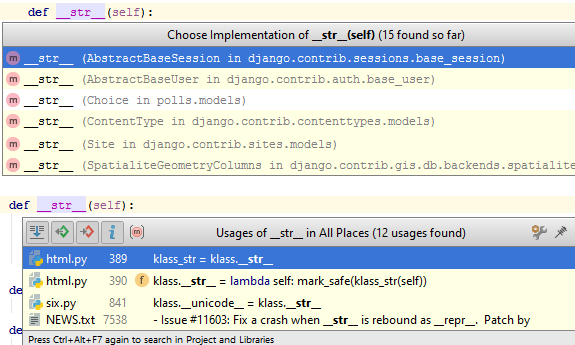 def __str__(self):
Choose Implementation of __str__(self) (15 found so far)
m __str__ (AbstractBaseSession in django.contrib.sessions.base_session)
m __str__ (AbstractBaseUser in django.contrib.auth.base_user)
m __str__ (Choice in polls.models)
m __str__ (ContentType in django.contrib.contenttypes.models)
m __str__ (Site in django.contrib.sites.models)
m __str__ (SpatialiteGeometryColumns in django.contrib.gis.db.backends.spatialite
def __str__(self):
Usages of __str__ in All Places (12 usages found)
html.py 389 klass_str = klass.__str__
html.py 390 f klass.__str__ = lambda self: mark_safe(klass_str(self))
six.py 841 klass.__unicode__ = klass.__str__
de
NEWS.txt 7538 - Issue #11603: Fix a crash when __str__ is rebound as __repr__. Patch by
de
Press Ctrl+Alt+F7 again to search in Project and Libraries